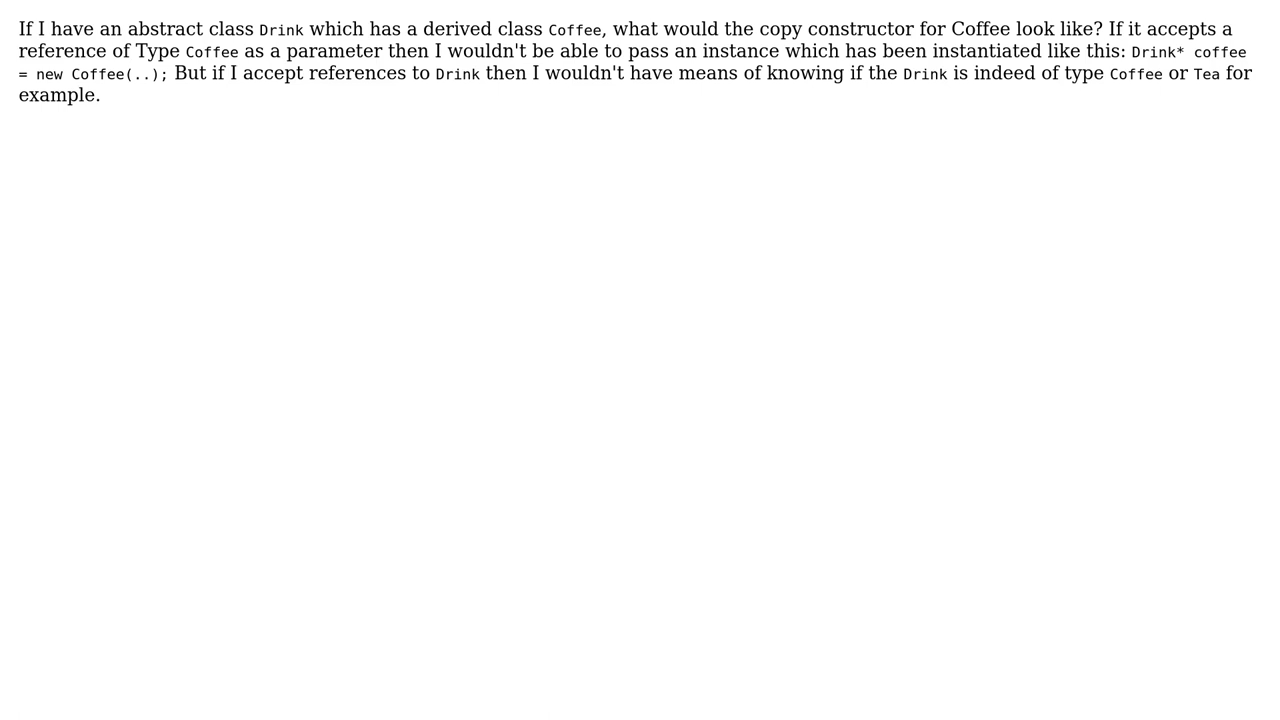 If I have an abstract class Drink which has a derived class Coffee, what would the copy constructor for Coffee look like? If it accepts a
reference of Type Coffee as a parameter then I wouldn't be able to pass an instance which has been instantiated like this: Drink* coffee
= new Coffee(..); But if I accept references to Drink then I wouldn't have means of knowing if the Drink is indeed of type Coffee or Tea for
example.